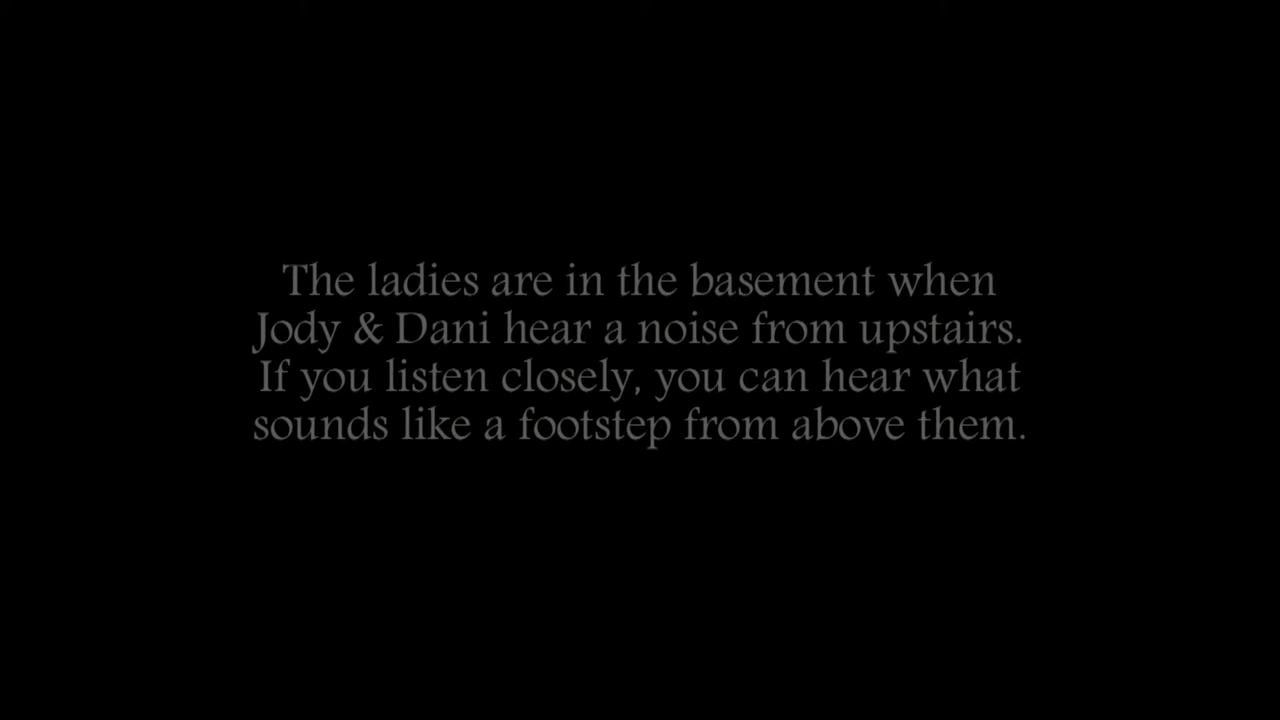 The ladies are in the basement when
Jody & Dani hear a noise from upstairs.
If you listen closely, you can hear what
sounds like a footstep from above them.